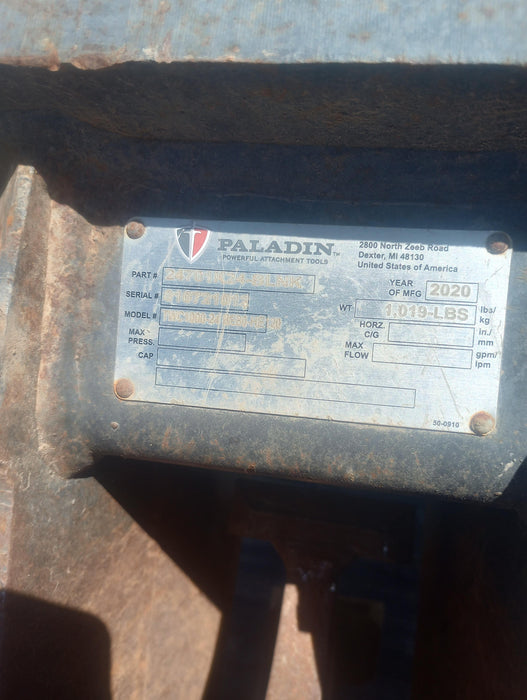 PALADIN™
POWERFUL ATTACHMENT TOOLS
2800 North Zeeb Road
Dexter, MI 48130
United States of America
PART #
SERIAL #
MODEL #
MAX PRESS.
CAP
YEAR OF MFG 2020
WT 1,019-LBS lbs/kg
HORZ. C/G in./mm
MAX FLOW gpm/lpm
50-0910